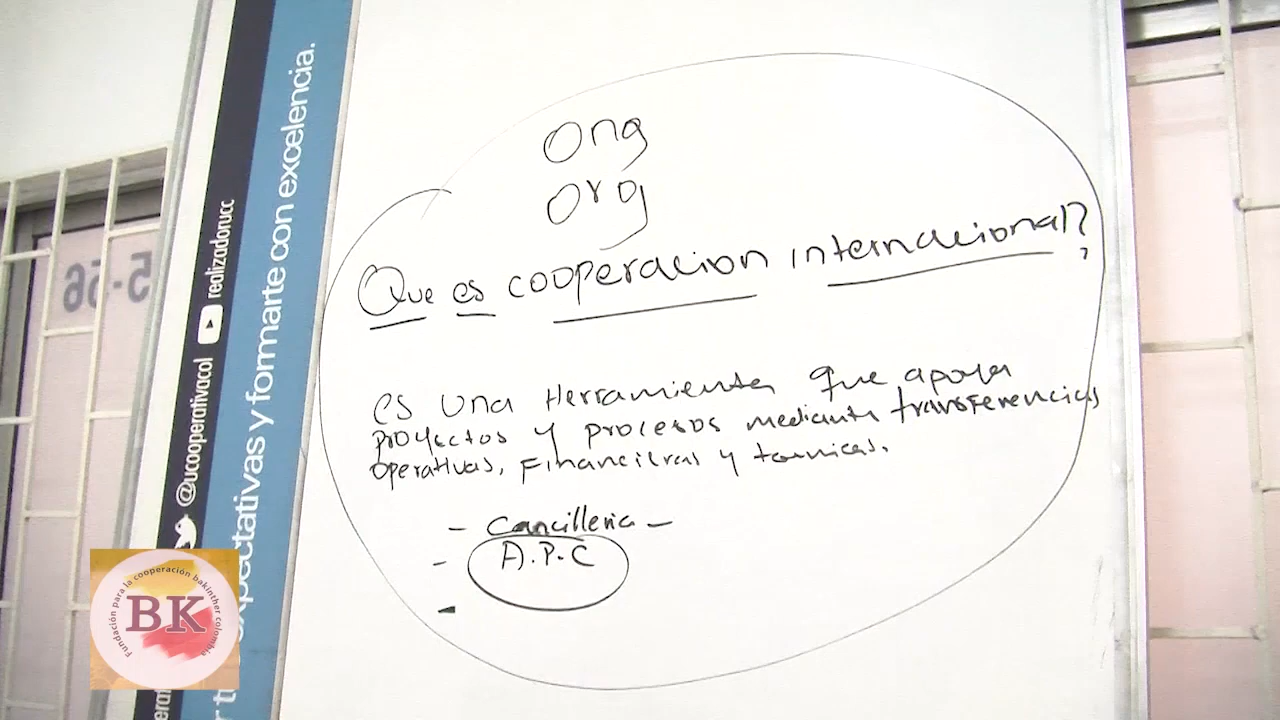 Ong
Org
Que es cooperacion internacional?
es una Herramienta que apoya
proyectos y procesos mediante transferencias
operativas, Financieras y tecnicas.
- Cancilleria -
- A.P.C
-
expectativas y formarte con excelencia.
@ucooperativacol
realizadorucc
5-56
Fundación para la cooperación bakinther colombia
BK